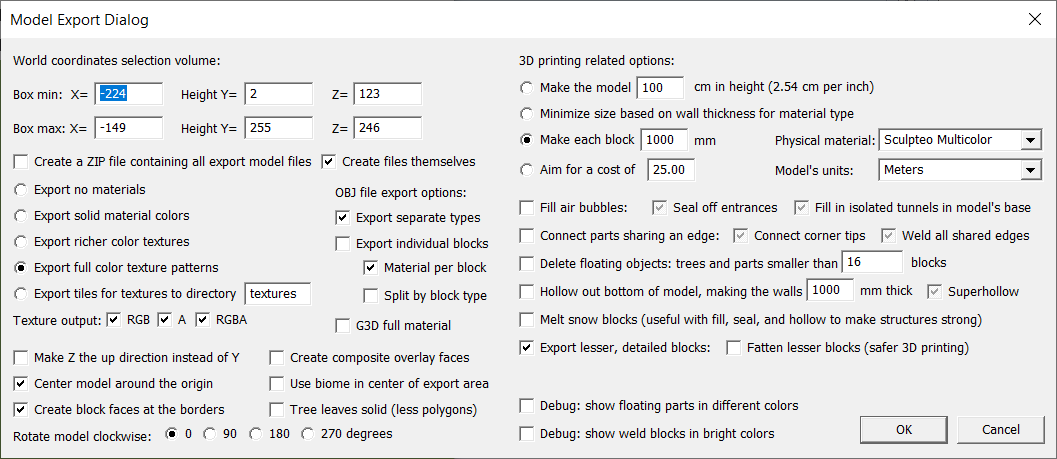 Model Export Dialog
World coordinates selection volume:
Box min: X= -224 Height Y= 2 Z= 123
Box max: X= -149 Height Y= 255 Z= 246
Create a ZIP file containing all export model files Create files themselves
Export no materials
Export solid material colors
Export richer color textures
Export full color texture patterns
Export tiles for textures to directory textures
Texture output: RGB A RGBA
OBJ file export options:
Export separate types
Export individual blocks
Material per block
Split by block type
G3D full material
Make Z the up direction instead of Y
Center model around the origin
Create block faces at the borders
Create composite overlay faces
Use biome in center of export area
Tree leaves solid (less polygons)
Rotate model clockwise: 0 90 180 270 degrees
3D printing related options:
Make the model 100 cm in height (2.54 cm per inch)
Minimize size based on wall thickness for material type
Make each block 1000 mm Physical material: Sculpteo Multicolor
Aim for a cost of 25.00 Model's units: Meters
Fill air bubbles: Seal off entrances Fill in isolated tunnels in model's base
Connect parts sharing an edge: Connect corner tips Weld all shared edges
Delete floating objects: trees and parts smaller than 16 blocks
Hollow out bottom of model, making the walls 1000 mm thick Superhollow
Melt snow blocks (useful with fill, seal, and hollow to make structures strong)
Export lesser, detailed blocks: Fatten lesser blocks (safer 3D printing)
Debug: show floating parts in different colors
Debug: show weld blocks in bright colors
OK Cancel